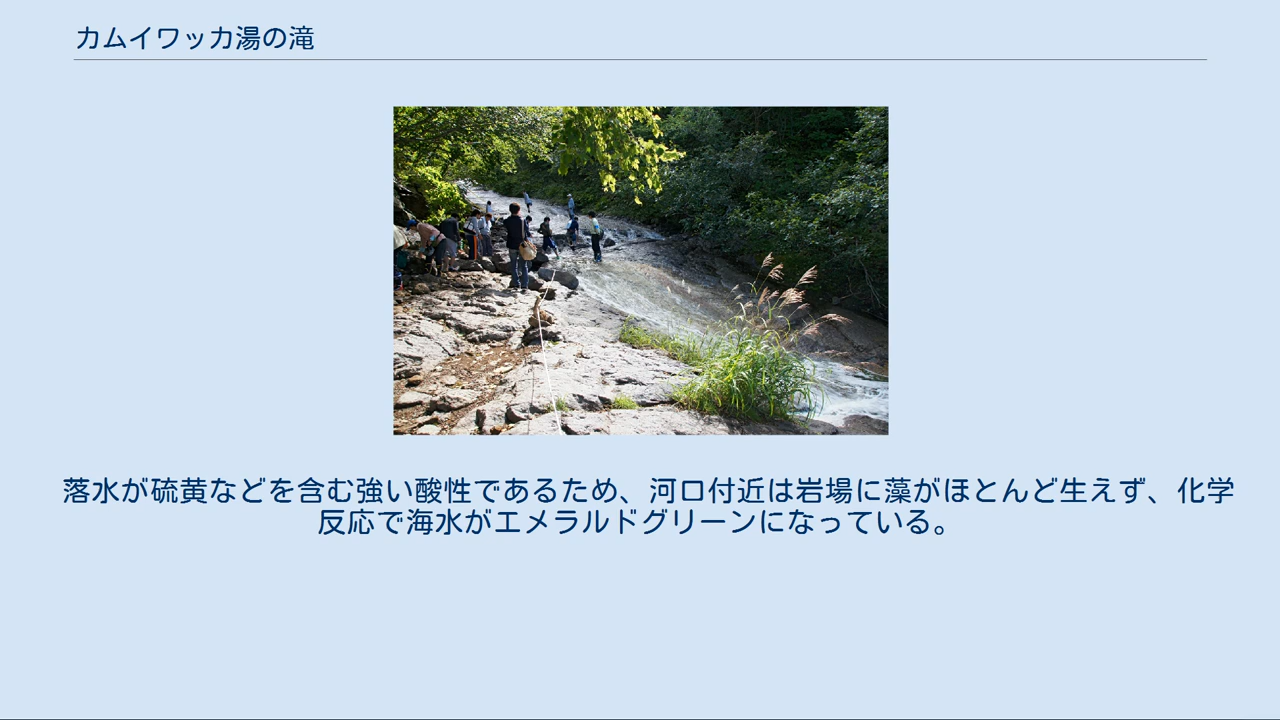 カムイワッカ湯の滝
落水が硫黄などを含む強い酸性であるため、河口付近は岩場に藻がほとんど生えず、化学
反応で海水がエメラルドグリーンになっている。